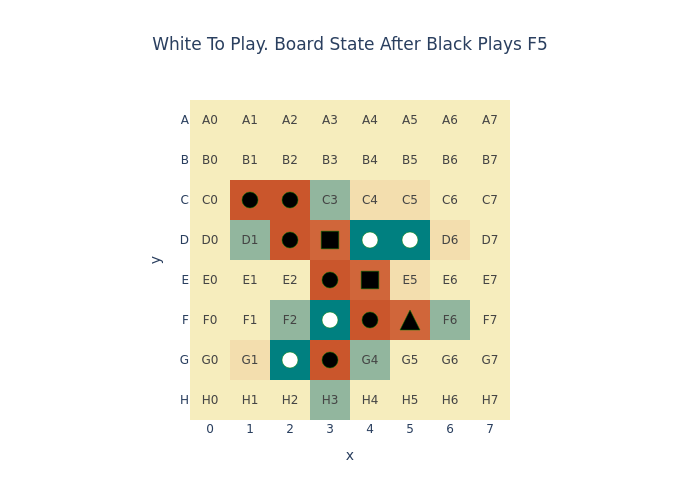 White To Play. Board State After Black Plays F5
A A0 A1 A2 A3 A4 A5 A6 A7
B B0 B1 B2 B3 B4 B5 B6 B7
C C0 C3 C4 C5 C6 C7
D D0 D1 D6 D7
E E0 E1 E2 E5 E6 E7
F F0 F1 F2 F6 F7
G G0 G1 G4 G5 G6 G7
H H0 H1 H2 H3 H4 H5 H6 H7
0 1 2 3 4 5 6 7
x
y